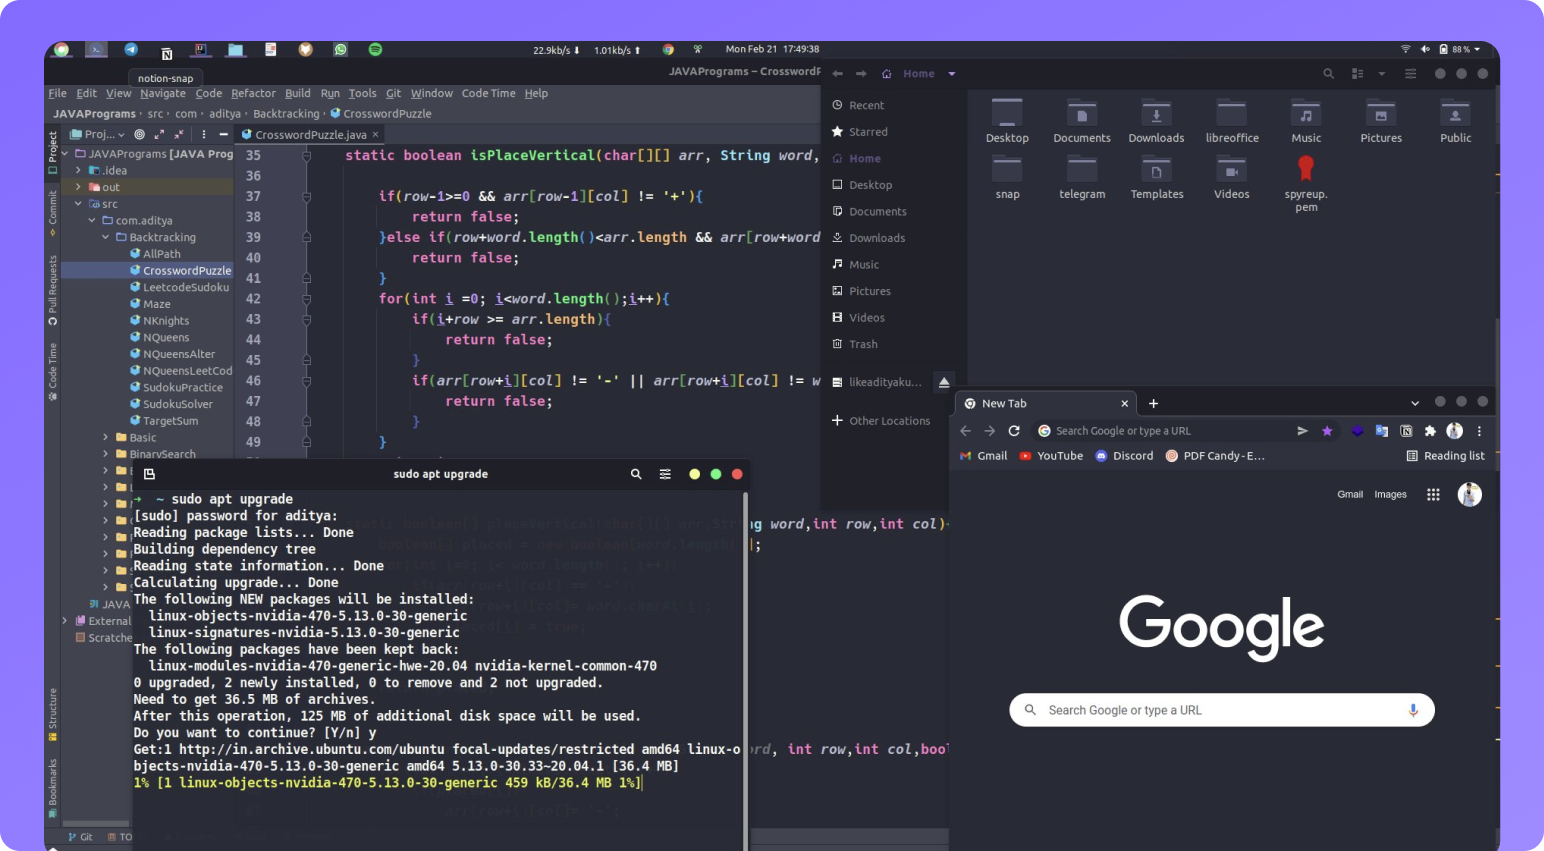 22.9kb/s ⬇ 1.01kb/s ⬆
Mon Feb 21 17:49:38
88 %
notion-snap
JAVAPrograms – CrosswordP
File Edit View Navigate Code Refactor Build Run Tools Git Window Code Time Help
JAVAPrograms › src › com › aditya › Backtracking › CrosswordPuzzle
Proj...
CrosswordPuzzle.java ×
Project
Commit
Pull Requests
Code Time
Structure
Bookmarks
JAVAPrograms [JAVA Prog
.idea
out
src
com.aditya
Backtracking
AllPath
CrosswordPuzzle
LeetcodeSudoku
Maze
NKnights
NQueens
NQueensAlter
NQueensLeetCod
SudokuPractice
SudokuSolver
TargetSum
Basic
BinarySearch
JAVA
External
Scratche
Git
TO
35 static boolean isPlaceVertical(char[][] arr, String word,
36
37 if(row-1>=0 && arr[row-1][col] != '+'){
38 return false;
39 }else if(row+word.length()<arr.length && arr[row+word
40 return false;
41 }
42 for(int i =0; i<word.length();i++){
43 if(i+row >= arr.length){
44 return false;
45 }
46 if(arr[row+i][col] != '-' || arr[row+i][col] != w
47 return false;
48 }
49 }
g word,int row,int col)
];
ord, int row,int col,bool
sudo apt upgrade
➜ ~ sudo apt upgrade
[sudo] password for aditya:
Reading package lists... Done
Building dependency tree
Reading state information... Done
Calculating upgrade... Done
The following NEW packages will be installed:
linux-objects-nvidia-470-5.13.0-30-generic
linux-signatures-nvidia-5.13.0-30-generic
The following packages have been kept back:
linux-modules-nvidia-470-generic-hwe-20.04 nvidia-kernel-common-470
0 upgraded, 2 newly installed, 0 to remove and 2 not upgraded.
Need to get 36.5 MB of archives.
After this operation, 125 MB of additional disk space will be used.
Do you want to continue? [Y/n] y
Get:1 http://in.archive.ubuntu.com/ubuntu focal-updates/restricted amd64 linux-o
bjects-nvidia-470-5.13.0-30-generic amd64 5.13.0-30.33~20.04.1 [36.4 MB]
1% [1 linux-objects-nvidia-470-5.13.0-30-generic 459 kB/36.4 MB 1%]
Home
Recent
Starred
Home
Desktop
Documents
Downloads
Music
Pictures
Videos
Trash
likeadityaku...
Other Locations
Desktop Documents Downloads libreoffice Music Pictures Public
snap telegram Templates Videos spyreup.
pem
New Tab
Search Google or type a URL
Gmail YouTube Discord PDF Candy - E... Reading list
Gmail Images
Google
Search Google or type a URL